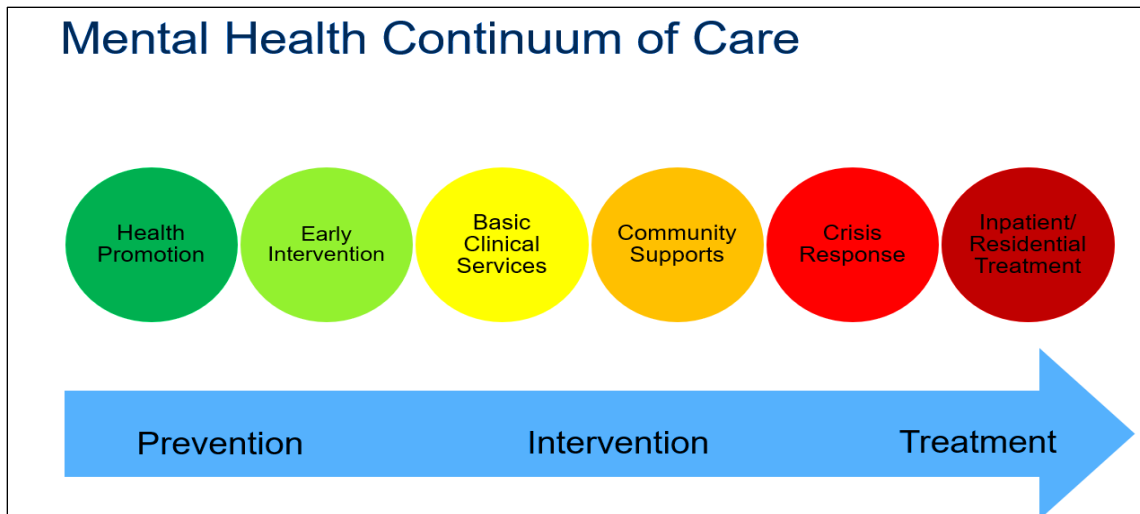 Mental Health Continuum of Care
Health
Promotion
Early
Intervention
Basic
Clinical
Services
Community
Supports
Crisis
Response
Inpatient/
Residential
Treatment
Prevention
Intervention
Treatment